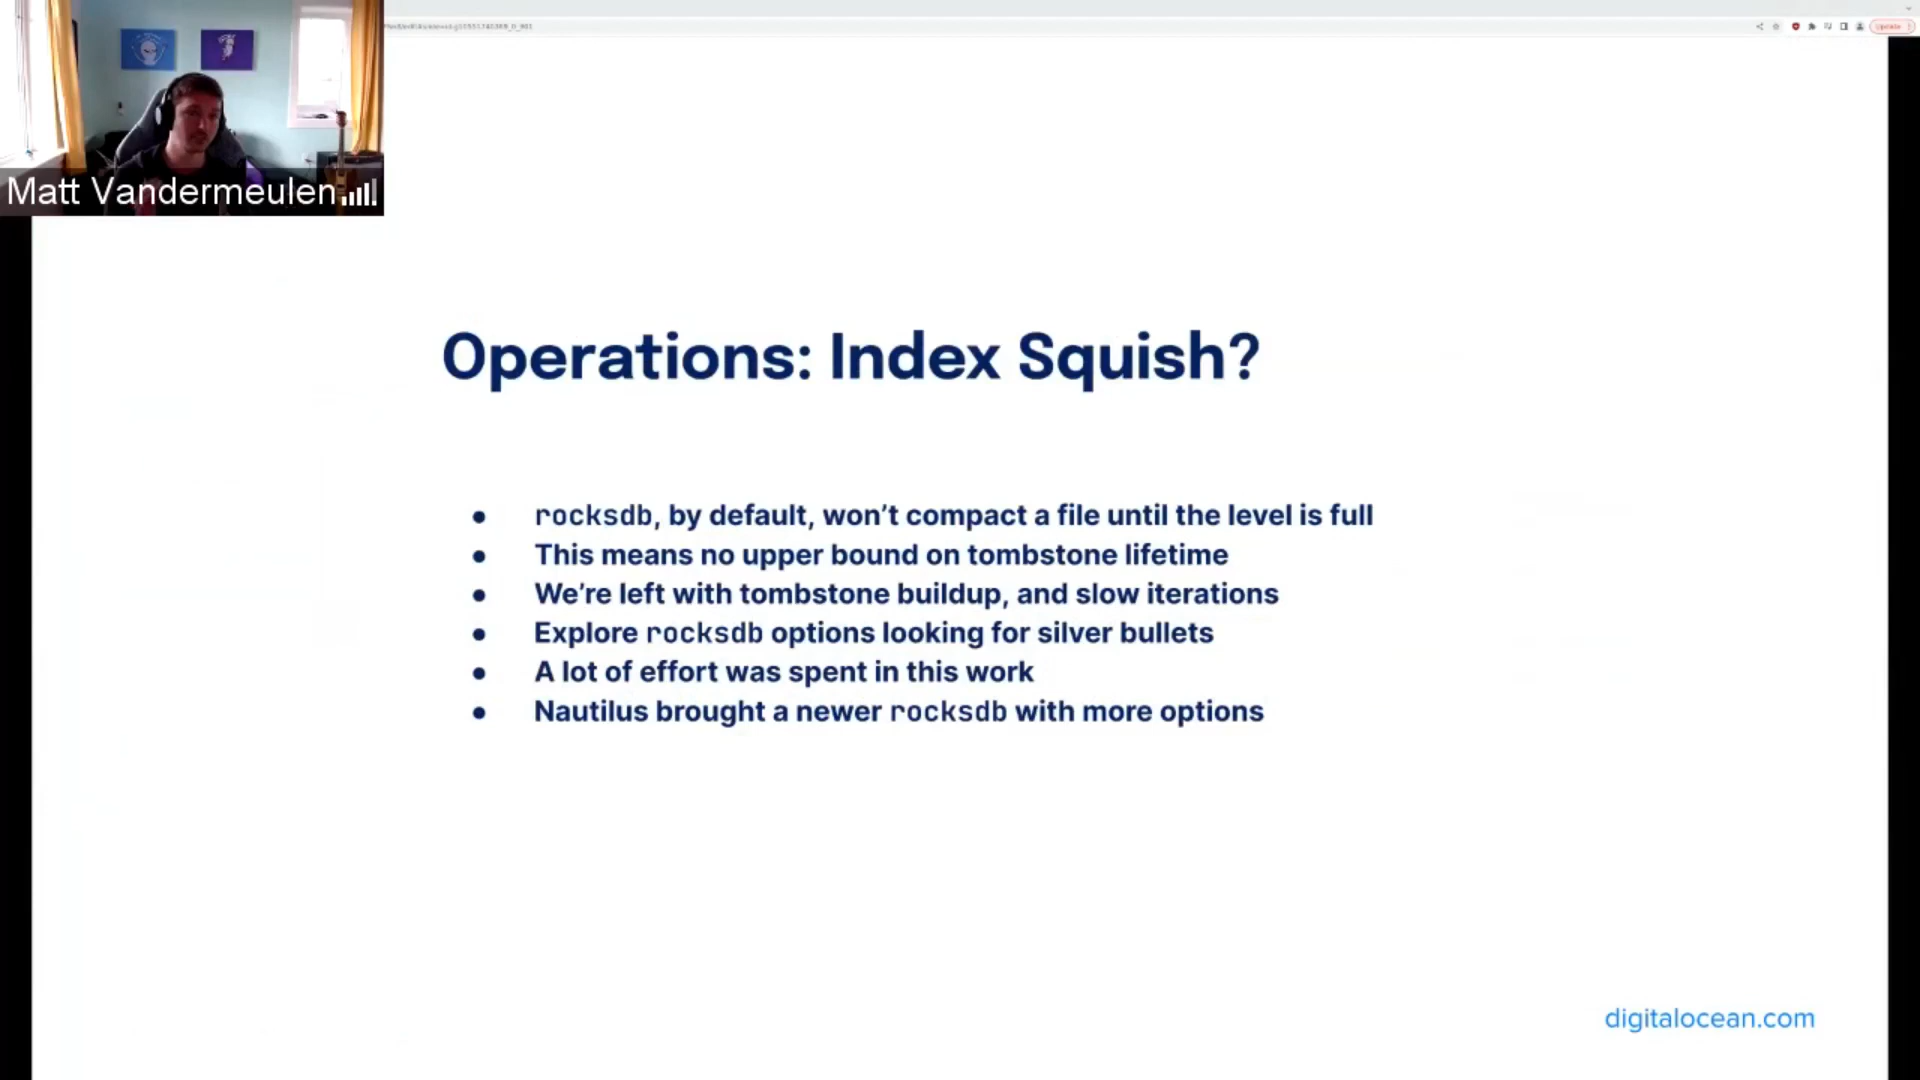 Matt Vandermeulen
Update
Operations: Index Squish?
● rocksdb, by default, won’t compact a file until the level is full
● This means no upper bound on tombstone lifetime
● We’re left with tombstone buildup, and slow iterations
● Explore rocksdb options looking for silver bullets
● A lot of effort was spent in this work
● Nautilus brought a newer rocksdb with more options
digitalocean.com